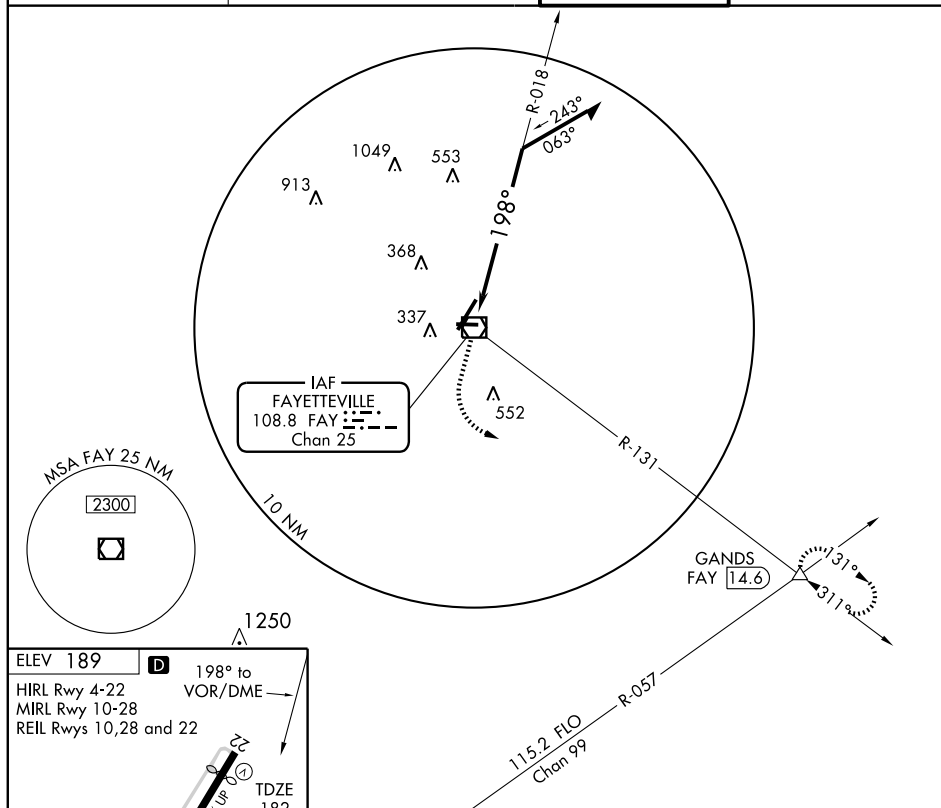 R-018
243°
063°
1049
553
913
198°
368
337
IAF
FAYETTEVILLE
108.8 FAY
Chan 25
552
R-131
MSA FAY 25 NM
2300
10 NM
GANDS
FAY 14.6
131°
311°
1250
R-057
115.2 FLO
Chan 99
ELEV 189
D
198° to
VOR/DME
HIRL Rwy 4-22
MIRL Rwy 10-28
REIL Rwys 10,28 and 22
22
V
TDZE
UP